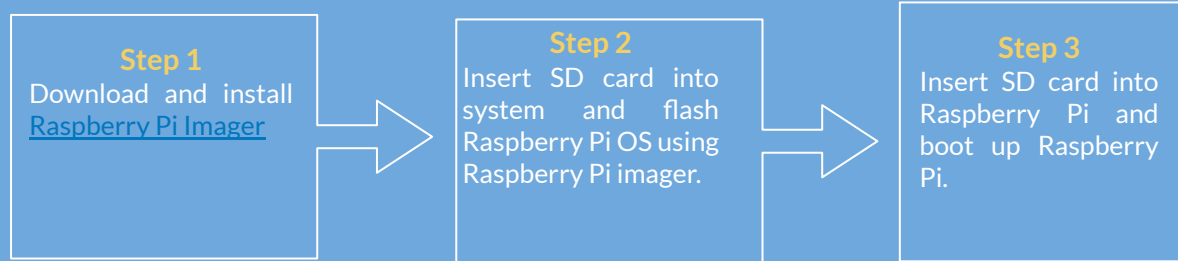 Step 1
Download and install
Raspberry Pi Imager
Step 2
Insert SD card into
system and flash
Raspberry Pi OS using
Raspberry Pi imager.
Step 3
Insert SD card into
Raspberry Pi and
boot up Raspberry
Pi.